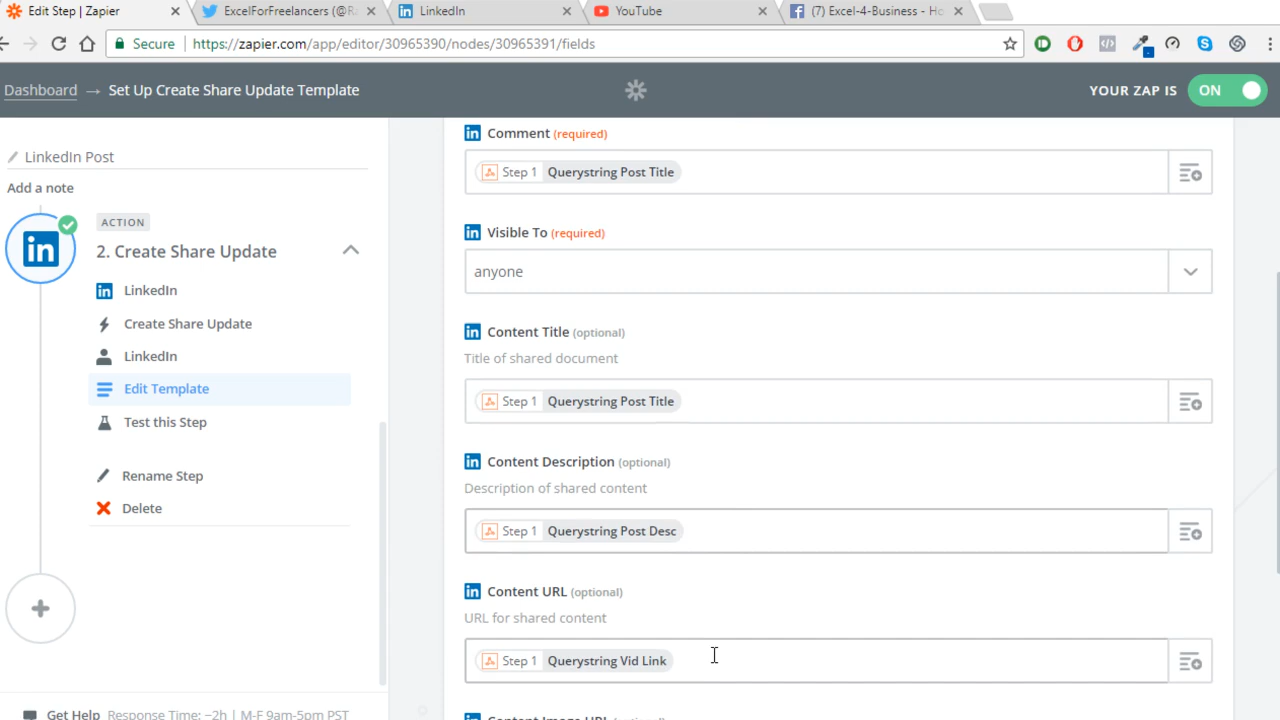 Edit Step | Zapier
ExcelForFreelancers (@Ra
LinkedIn
YouTube
(7) Excel-4-Business - Ho
Secure https://zapier.com/app/editor/30965390/nodes/30965391/fields
Dashboard → Set Up Create Share Update Template
YOUR ZAP IS ON
LinkedIn Post
Add a note
ACTION
2. Create Share Update
LinkedIn
Create Share Update
LinkedIn
Edit Template
Test this Step
Rename Step
Delete
Get Help Response Time: ~2h | M-F 9am-5pm PST
Comment (required)
Step 1 Querystring Post Title
Visible To (required)
anyone
Content Title (optional)
Title of shared document
Step 1 Querystring Post Title
Content Description (optional)
Description of shared content
Step 1 Querystring Post Desc
Content URL (optional)
URL for shared content
Step 1 Querystring Vid Link
Content Image URL (optional)